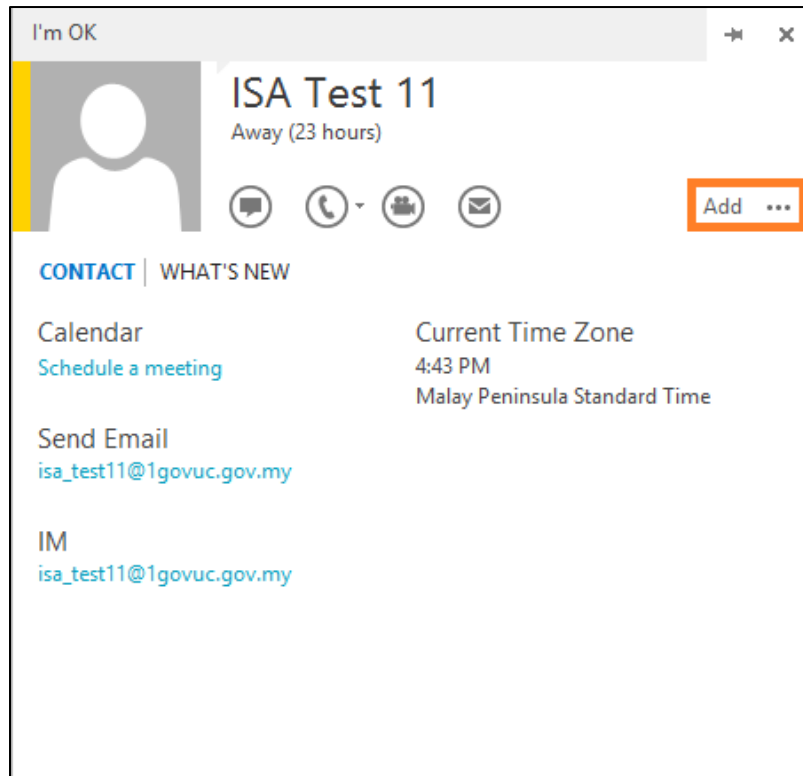 I'm OK
ISA Test 11
Away (23 hours)
Add
CONTACT | WHAT'S NEW
Calendar
Schedule a meeting
Current Time Zone
4:43 PM
Malay Peninsula Standard Time
Send Email
isa_test11@1govuc.gov.my
IM
isa_test11@1govuc.gov.my